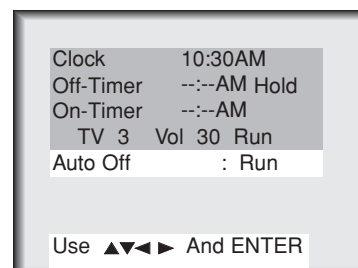 Clock 10:30AM
Off-Timer --:--AM Hold
On-Timer --:--AM
TV 3 Vol 30 Run
Auto Off : Run
Use ▲▼◄ ► And ENTER